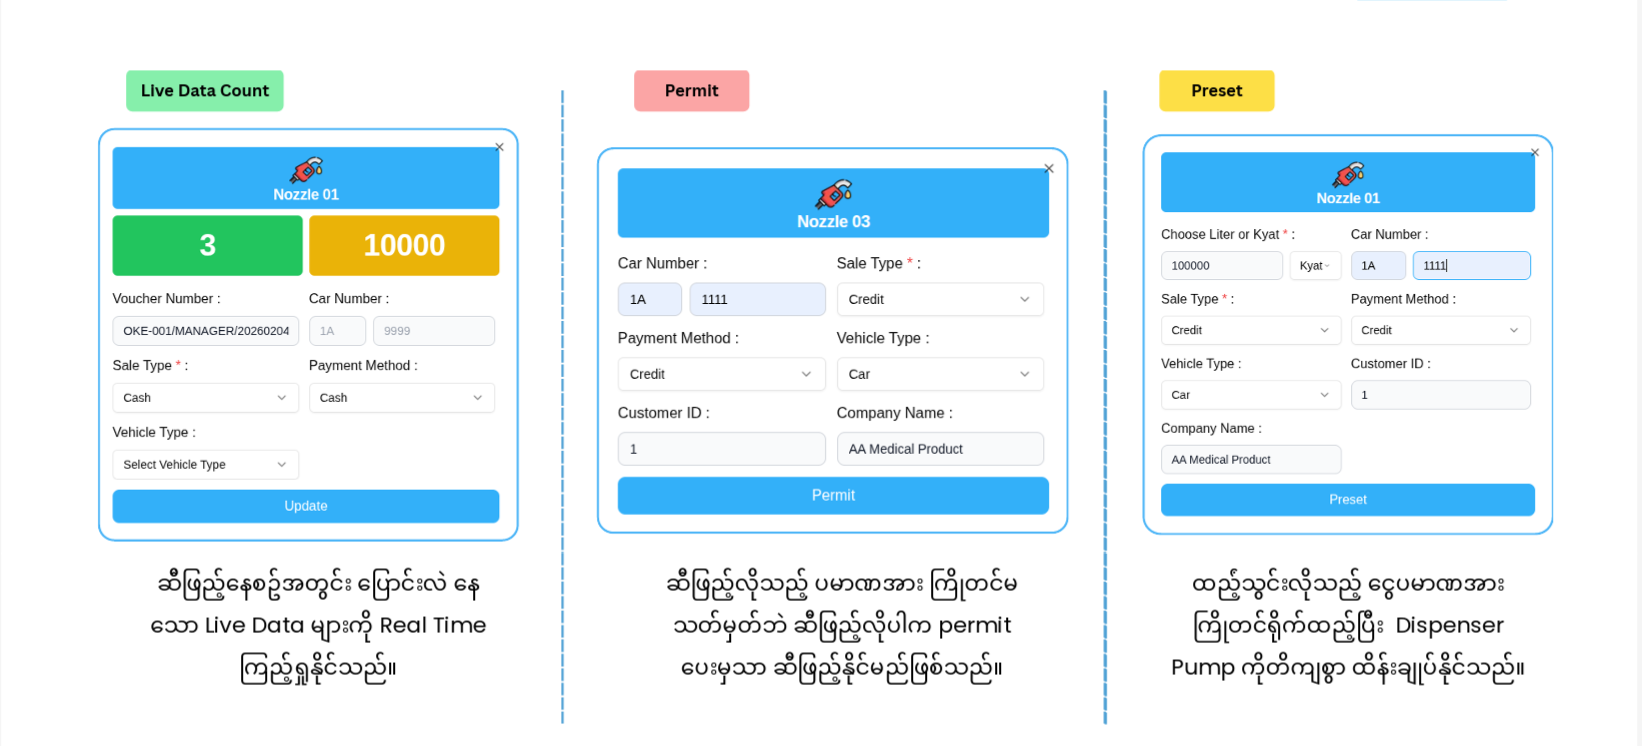 Live Data Count
Nozzle 01
3
10000
Voucher Number :
Car Number :
OKE-001/MANAGER/20260204
1A
9999
Sale Type * :
Payment Method :
Cash
Cash
Vehicle Type :
Select Vehicle Type
Update
ဆီဖြည့်နေစဥ်အတွင်း ပြောင်းလဲ နေ
သော Live Data များကို Real Time
ကြည့်ရှုနိုင်သည်။
Permit
Nozzle 03
Car Number :
Sale Type * :
1A
1111
Credit
Payment Method :
Vehicle Type :
Credit
Car
Customer ID :
Company Name :
1
AA Medical Product
Permit
ဆီဖြည့်လိုသည့် ပမာဏအား ကြိုတင်မ
သတ်မှတ်ဘဲ ဆီဖြည့်လိုပါက permit
ပေးမှသာ ဆီဖြည့်နိုင်မည်ဖြစ်သည်။
Preset
Nozzle 01
Choose Liter or Kyat * :
Car Number :
100000
Kyat
1A
1111
Sale Type * :
Payment Method :
Credit
Credit
Vehicle Type :
Customer ID :
Car
1
Company Name :
AA Medical Product
Preset
ထည့်သွင်းလိုသည့် ငွေပမာဏအား
ကြိုတင်ရိုက်ထည့်ပြီး Dispenser
Pump ကိုတိကျစွာ ထိန်းချုပ်နိုင်သည်။